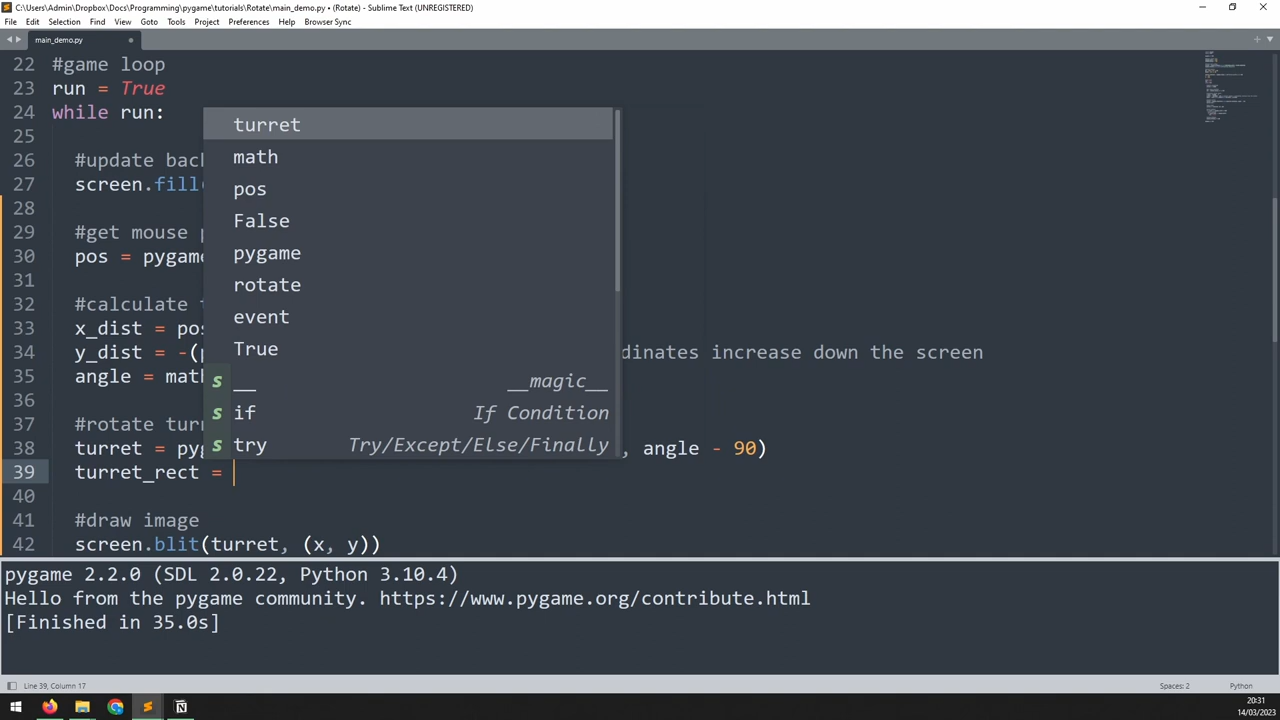 C:\Users\Admin\Dropbox\Docs\Programming\pygame\tutorials\Rotate\main_demo.py • (Rotate) - Sublime Text (UNREGISTERED)
File Edit Selection Find View Goto Tools Project Preferences Help Browser Sync
main_demo.py
22 #game loop
23 run = True
24 while run:
25
26 #update bac
27 screen.fill
28
29 #get mouse p
30 pos = pygame
31
32 #calculate t
33 x_dist = pos
34 y_dist = -(p dinates increase down the screen
35 angle = math
36
37 #rotate turr
38 turret = pyg , angle - 90)
39 turret_rect =
40
41 #draw image
42 screen.blit(turret, (x, y))
turret
math
pos
False
pygame
rotate
event
True
s __ __magic__
s if If Condition
s try Try/Except/Else/Finally
pygame 2.2.0 (SDL 2.0.22, Python 3.10.4)
Hello from the pygame community. https://www.pygame.org/contribute.html
[Finished in 35.0s]
Line 39, Column 17 Spaces: 2 Python
20:31
14/03/2023